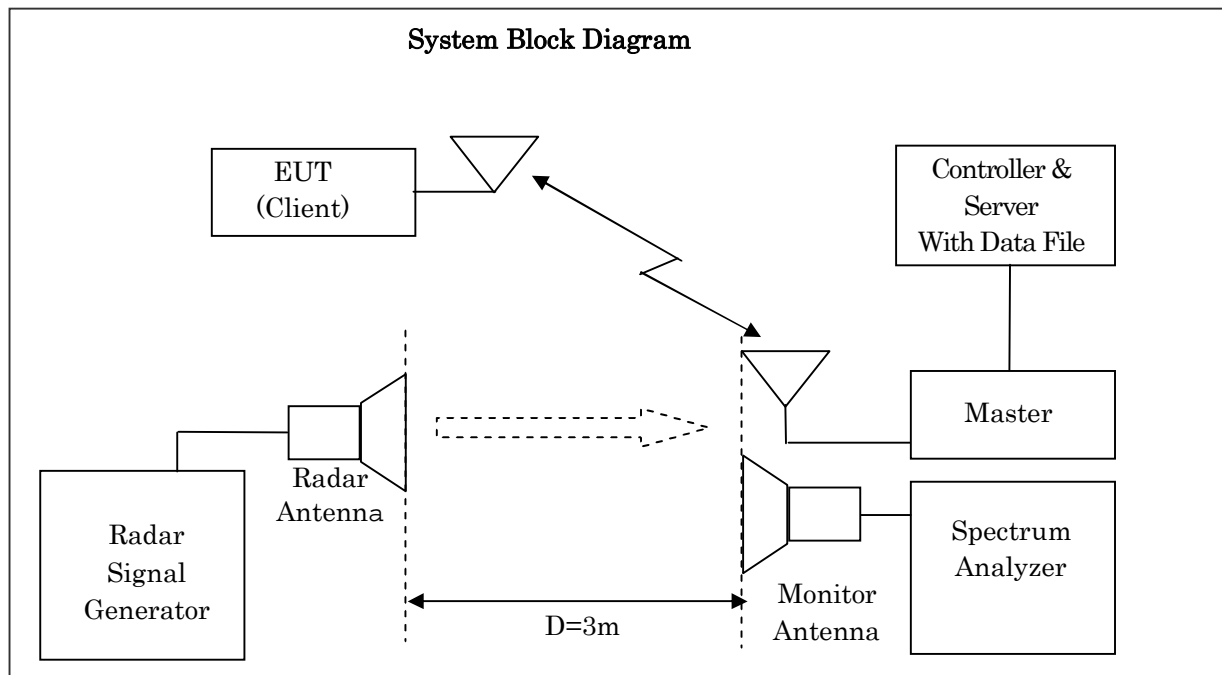 System Block Diagram
EUT
(Client)
Controller &
Server
With Data File
Master
Radar
Antenna
Radar
Signal
Generator
Spectrum
Analyzer
Monitor
Antenna
D=3m